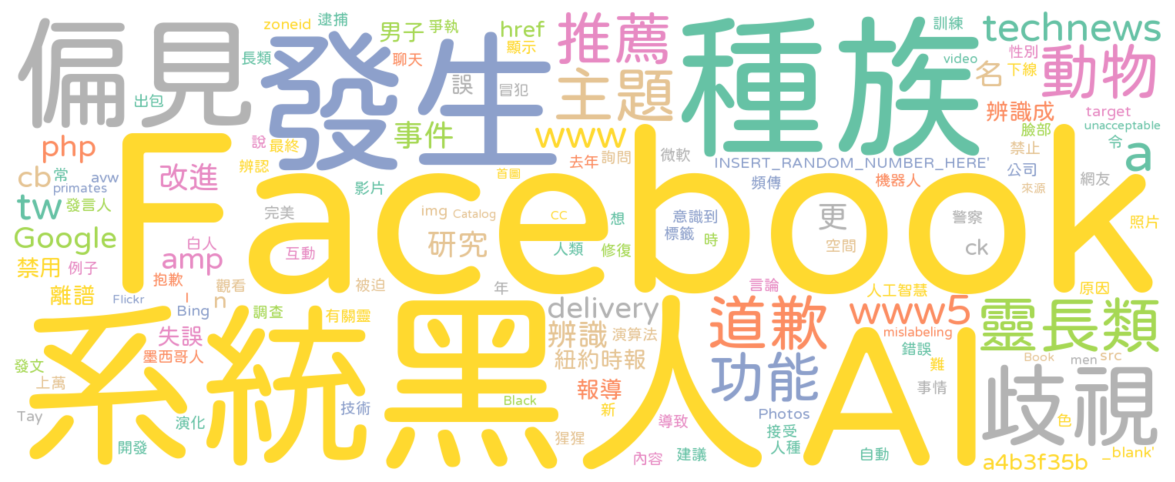 偏見
發生
種族
Facebook
系統
黑人
AI
歧視
靈長類
推薦
主題
動物
道歉
功能
technews
www
www5
a
tw
php
cb
Google
amp
改進
禁用
離譜
失誤
事件
男子
爭執
href
顯示
逮捕
zoneid
長類
聊天
誤
冒犯
出包
名
訓練
性別
下線
video
辨識成
臉部
target
unacceptable
令
禁止
公司
網友
來源
機器人
INSERT_RANDOM_NUMBER_HERE'
微軟
詢問
去年
頻傳
首圖
說
最終
辨認
常
avw
primates
發言人
影片
完美
img
Catalog
cc
想
意識到
標籤
時
更
空間
警察
ck
照片
研究
人類
修復
互動
白人
例子
抱歉
觀看
n
被迫
年
言論
人工智慧
原因
Flickr
I
Bing
調查
有關靈
delivery
辨識
演算法
紐約時報
報導
新
墨西哥人
發文
上萬
Tay
演化
技術
開發
Black
猩猩
導致
內容
建議
Photos
接受
人種
自動
事情
難
錯誤
mislabeling
Book
men
src
色
_blank'
a4b3f35b